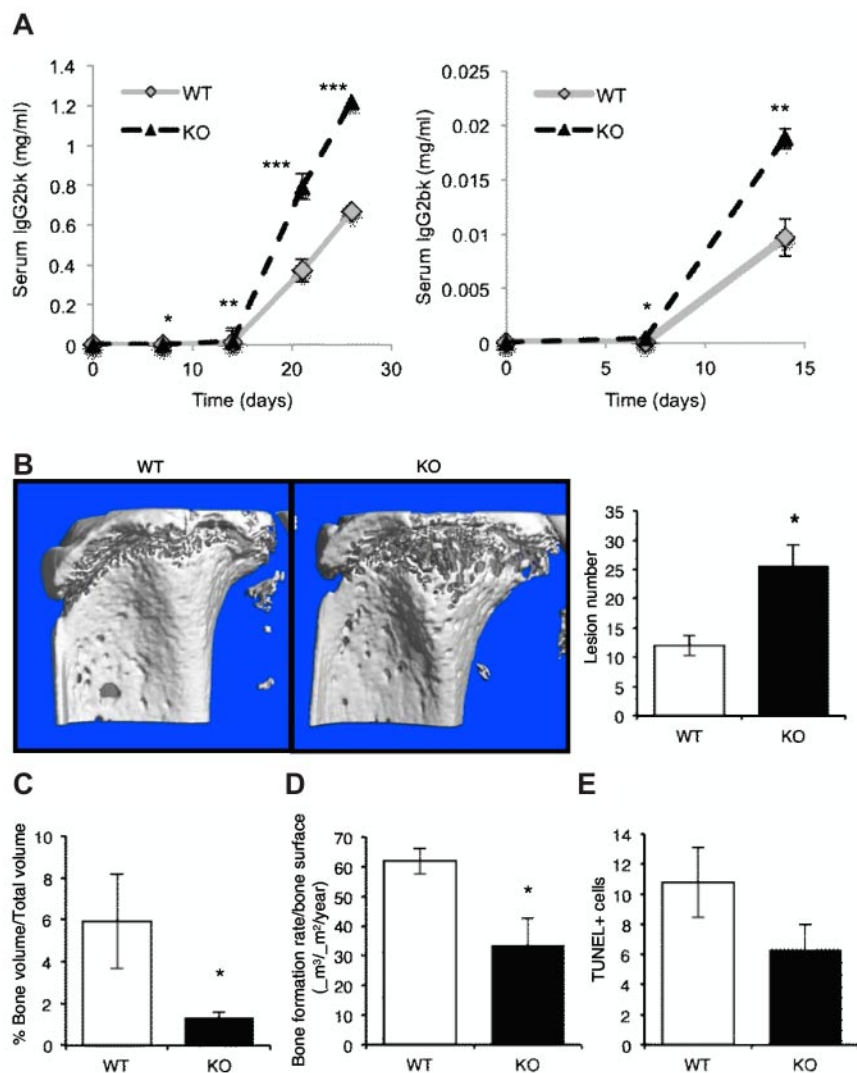 A
Serum IgG2bk (mg/ml)
1.4
1.2
1
0.8
0.6
0.4
0.2
0
0
10
20
30
Time (days)
WT
KO
*
**
***
***
Serum IgG2bk (mg/ml)
0.025
0.02
0.015
0.01
0.005
0
0
5
10
15
Time (days)
WT
KO
*
**
B
WT
KO
Lesion number
35
30
25
20
15
10
5
0
*
WT
KO
C
% Bone volume/Total volume
10
8
6
4
2
0
*
WT
KO
D
Bone formation rate/bone surface
(_m³/_m²/year)
70
60
50
40
30
20
10
0
*
WT
KO
E
TUNEL+ cells
14
12
10
8
6
4
2
0
WT
KO